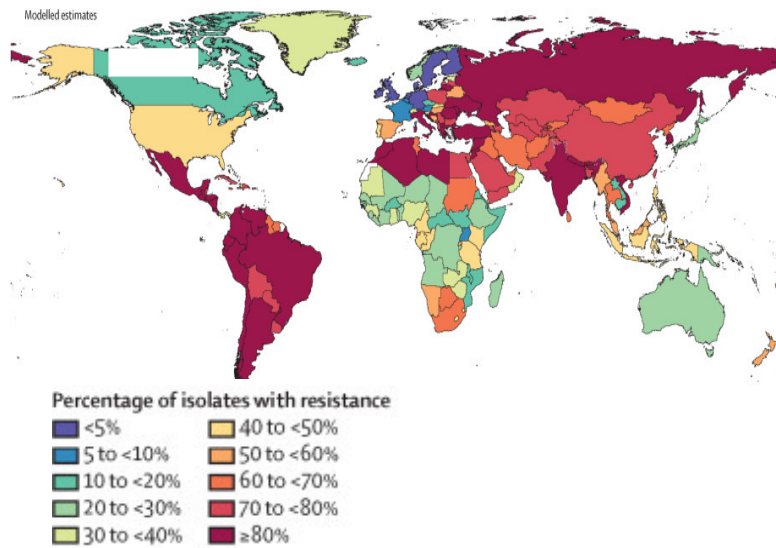 Modelled estimates
Percentage of isolates with resistance
<5%
5 to <10%
10 to <20%
20 to <30%
30 to <40%
40 to <50%
50 to <60%
60 to <70%
70 to <80%
≥80%